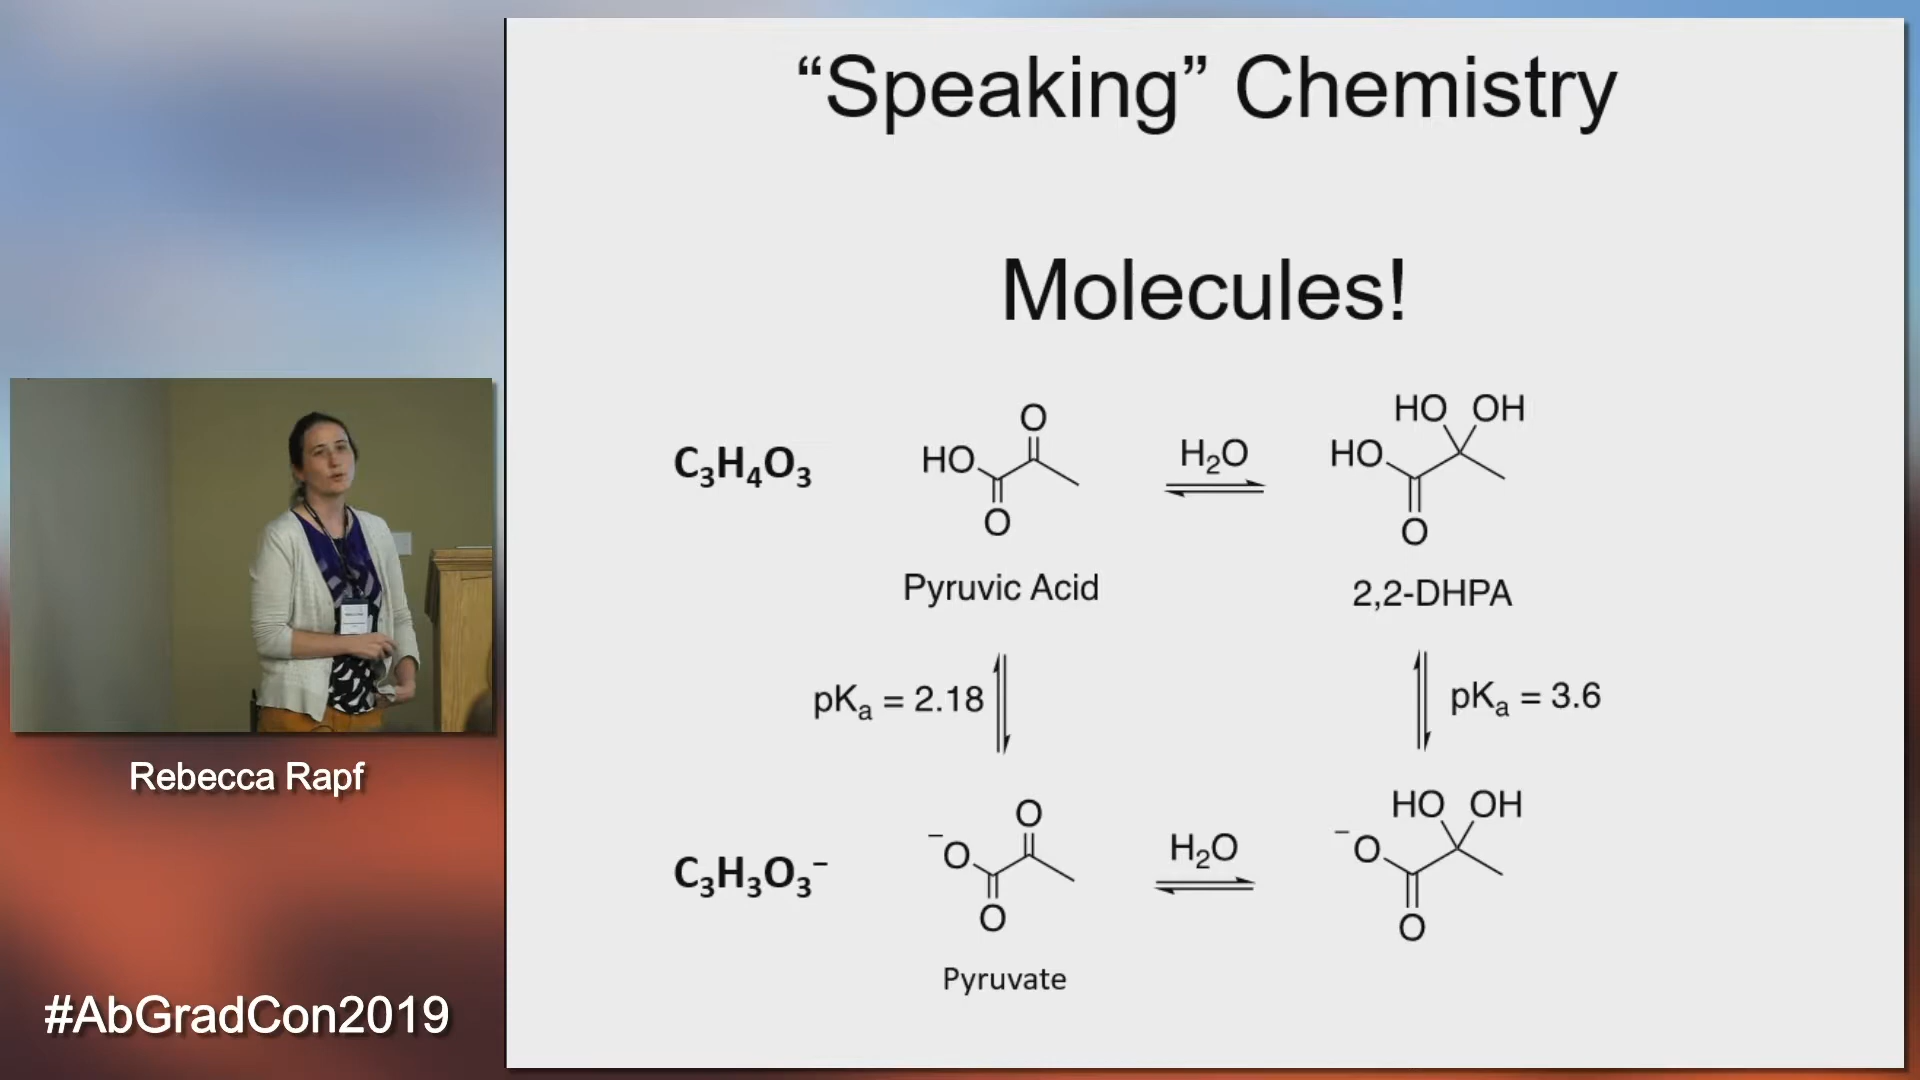 “Speaking” Chemistry
Molecules!
C₃H₄O₃
HO
O
O
H₂O
HO OH
HO
O
Pyruvic Acid
2,2-DHPA
pKₐ = 2.18
pKₐ = 3.6
C₃H₃O₃⁻
⁻O
O
O
H₂O
HO OH
⁻O
O
Pyruvate
Rebecca Rapf
#AbGradCon2019